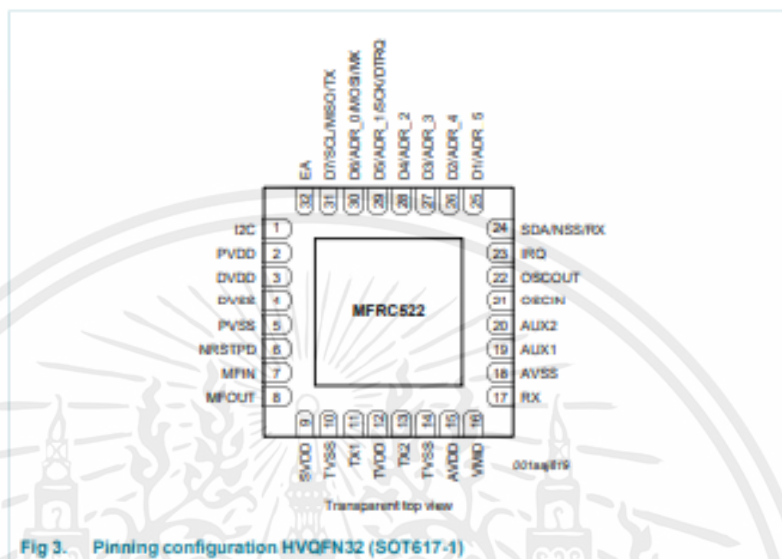 EA
D7/SCL/MISO/TX
D6/ADR_0/MOSI/MX
D5/ADR_1/SCK/DTRQ
D4/ADR_2
D3/ADR_3
D2/ADR_4
D1/ADR_5
32 31 30 29 28 27 26 25
I2C 1
PVDD 2
DVDD 3
DVSS 4
PVSS 5
NRSTPD 6
MFIN 7
MFOUT 8
MFRC522
24 SDA/NSS/RX
23 IRQ
22 OSCOUT
21 OSCIN
20 AUX2
19 AUX1
18 AVSS
17 RX
9 10 11 12 13 14 15 16
SVDD
TVSS
TX1
TVDD
TX2
TVSS
AVDD
VMID
001aaj819
Transparent top view
Fig 3. Pinning configuration HVQFN32 (SOT617-1)